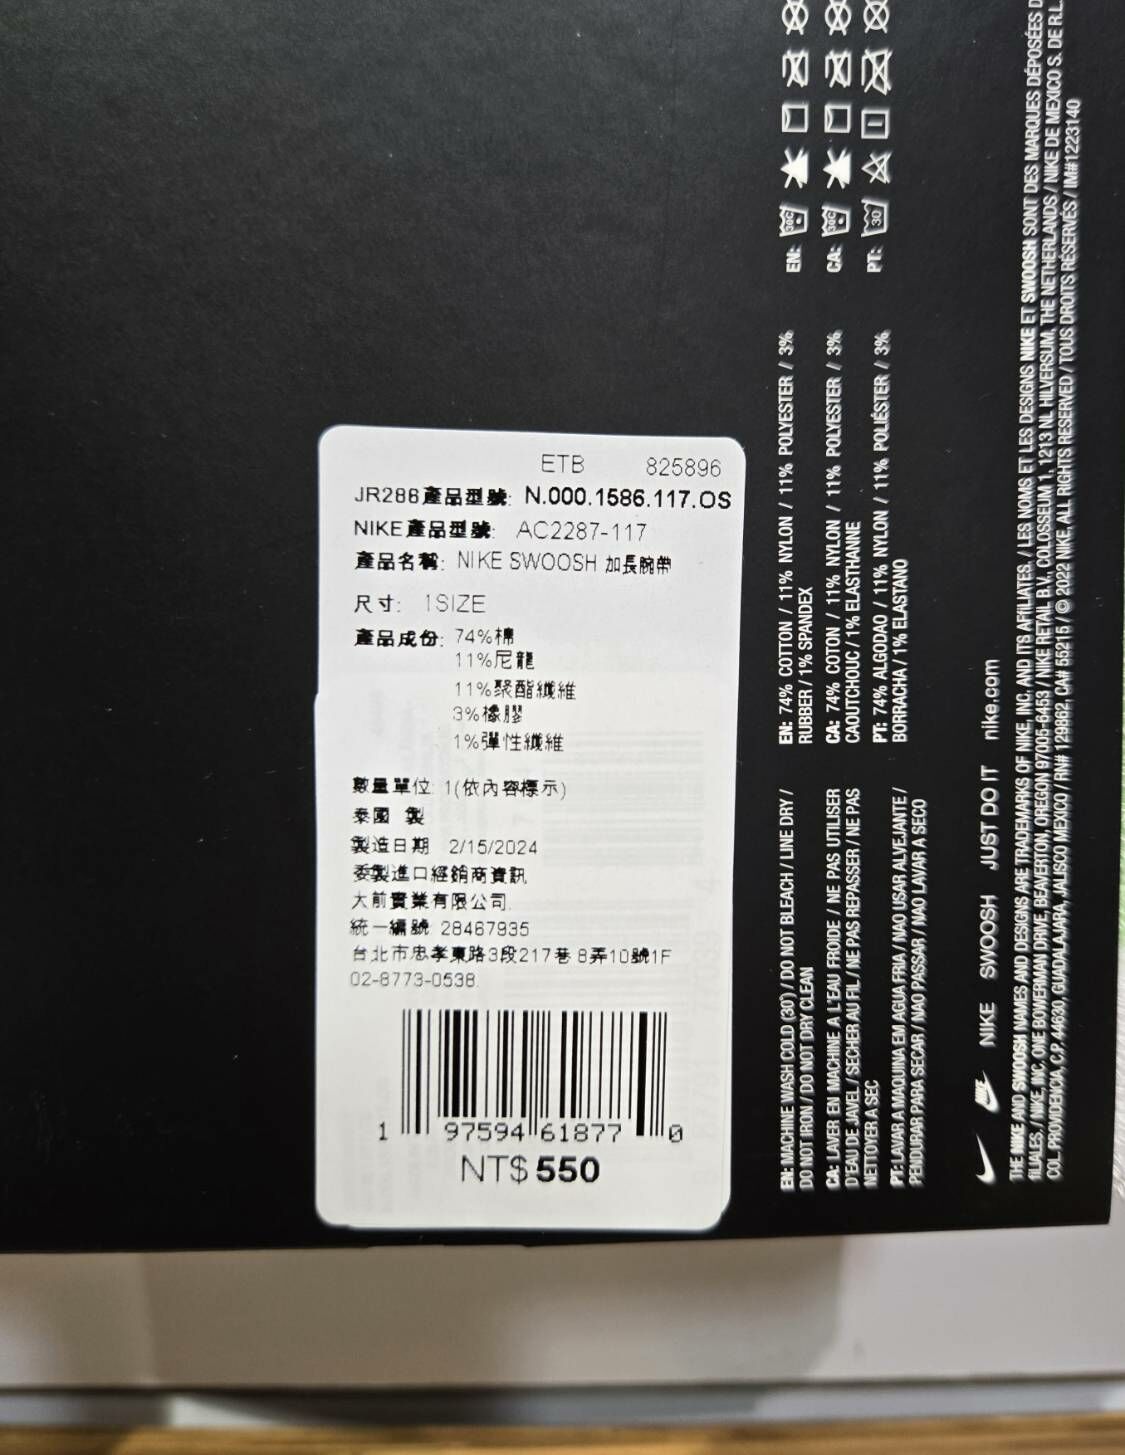 ETB 825896
JR286產品型號: N.000.1586.117.OS
NIKE產品型號: AC2287-117
產品名稱: NIKE SWOOSH 加長腕帶
尺寸: 1SIZE
產品成份: 74%棉
11%尼龍
11%聚酯纖維
3%橡膠
1%彈性纖維
數量單位: 1(依內容標示)
泰國 製
製造日期 2/15/2024
委製進口經銷商資訊
大前實業有限公司
統一編號 28467935
台北市忠孝東路3段217巷8弄10號1F
02-8773-0538
1 97594 61877 0
NT$550
EN:
CA:
PT:
EN: 74% COTTON / 11% NYLON / 11% POLYESTER / 3%
RUBBER / 1% SPANDEX
CA: 74% COTON / 11% NYLON / 11% POLYESTER / 3%
CAOUTCHOUC / 1% ELASTHANNE
PT: 74% ALGODAO / 11% NYLON / 11% POLIÉSTER / 3%
BORRACHA / 1% ELASTANO
EN: MACHINE WASH COLD (30°) / DO NOT BLEACH / LINE DRY /
DO NOT IRON / DO NOT DRY CLEAN
CA: LAVER EN MACHINE A L'EAU FROIDE / NE PAS UTILISER
D'EAU DE JAVEL / SECHER AU FIL / NE PAS REPASSER / NE PAS
NETTOYER A SEC
PT: LAVAR A MAQUINA EM AGUA FRIA / NAO USAR ALVEJANTE /
PENDURAR PARA SECAR / NAO PASSAR / NAO LAVAR A SECO
NIKE NIKE SWOOSH JUST DO IT nike.com
THE NIKE AND SWOOSH NAMES AND DESIGNS ARE TRADEMARKS OF NIKE, INC. AND ITS AFFILIATES. / LES NOMS ET LES DESIGNS NIKE ET SWOOSH SONT DES MARQUES DÉPOSÉES D
FILIALES. / NIKE, INC. ONE BOWERMAN DRIVE, BEAVERTON, OREGON 97005-6453 / NIKE RETAIL B.V., COLOSSEUM 1, 1213 NL HILVERSUM, THE NETHERLANDS / NIKE DE MEXICO S. DE R.L.
COL. PROVIDENCIA, C.P. 44630, GUADALAJARA, JALISCO MEXICO / RN# 129862, CA# 55215 / © 2022 NIKE. ALL RIGHTS RESERVED / TOUS DROITS RÉSERVÉS / IM#1223140